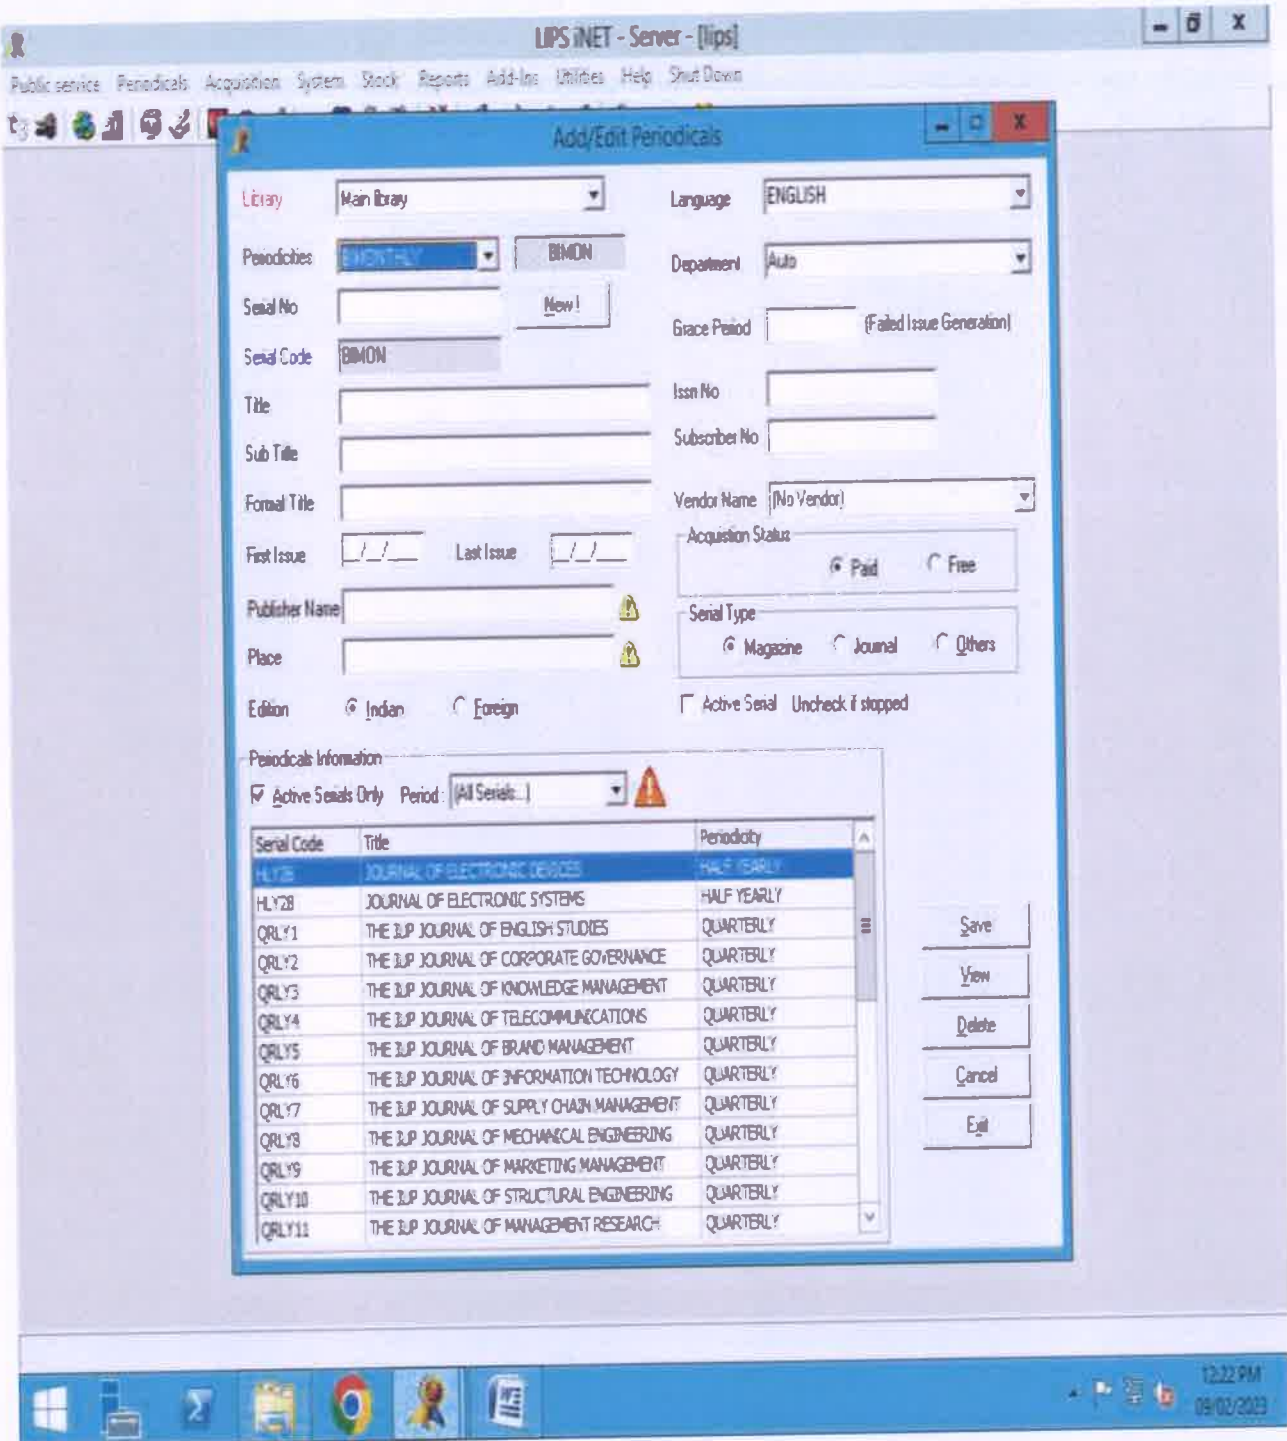 LIPS iNET - Server - [lips]
Public service Periodicals Acquisition System Stock Reports Add-Ins Utilities Help Shut Down
Add/Edit Periodicals
Library Main library Language ENGLISH
Periodicities BIMONTHLY BIMON Department Auto
Serial No New ! Grace Period (Failed Issue Generation)
Serial Code BIMON
Title Issn No
Sub Title Subscriber No
Formal Title Vendor Name (No Vendor)
Acquistion Status
First Issue _/_/__ Last Issue _/_/__ Paid Free
Publisher Name Serial Type
Place Magazine Journal Others
Edition Indian Foreign Active Serial Uncheck if stopped
Periodicals Information
Active Serials Only Period : (All Serials...)
Serial Code Title Periodicity
HLY26 JOURNAL OF ELECTRONIC DEVICES HALF YEARLY
HLY28 JOURNAL OF ELECTRONIC SYSTEMS HALF YEARLY
QRLY1 THE IUP JOURNAL OF ENGLISH STUDIES QUARTERLY
QRLY2 THE IUP JOURNAL OF CORPORATE GOVERNANCE QUARTERLY
QRLY3 THE IUP JOURNAL OF KNOWLEDGE MANAGEMENT QUARTERLY
QRLY4 THE IUP JOURNAL OF TELECOMMUNICATIONS QUARTERLY
QRLY5 THE IUP JOURNAL OF BRAND MANAGEMENT QUARTERLY
QRLY6 THE IUP JOURNAL OF INFORMATION TECHNOLOGY QUARTERLY
QRLY7 THE IUP JOURNAL OF SUPPLY CHAIN MANAGEMENT QUARTERLY
QRLY8 THE IUP JOURNAL OF MECHANICAL ENGINEERING QUARTERLY
QRLY9 THE IUP JOURNAL OF MARKETING MANAGEMENT QUARTERLY
QRLY10 THE IUP JOURNAL OF STRUCTURAL ENGINEERING QUARTERLY
QRLY11 THE IUP JOURNAL OF MANAGEMENT RESEARCH QUARTERLY
Save
View
Delete
Cancel
Exit
12:22 PM
09/02/2023